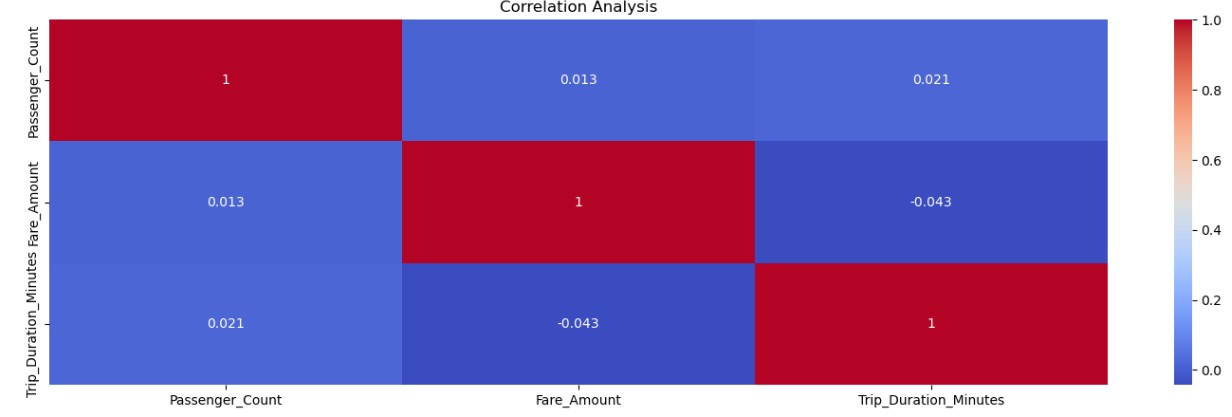 Correlation Analysis
Passenger_Count
1
0.013
0.021
Fare_Amount
0.013
1
-0.043
Trip_Duration_Minutes
0.021
-0.043
1
Passenger_Count
Fare_Amount
Trip_Duration_Minutes
1.0
0.8
0.6
0.4
0.2
0.0